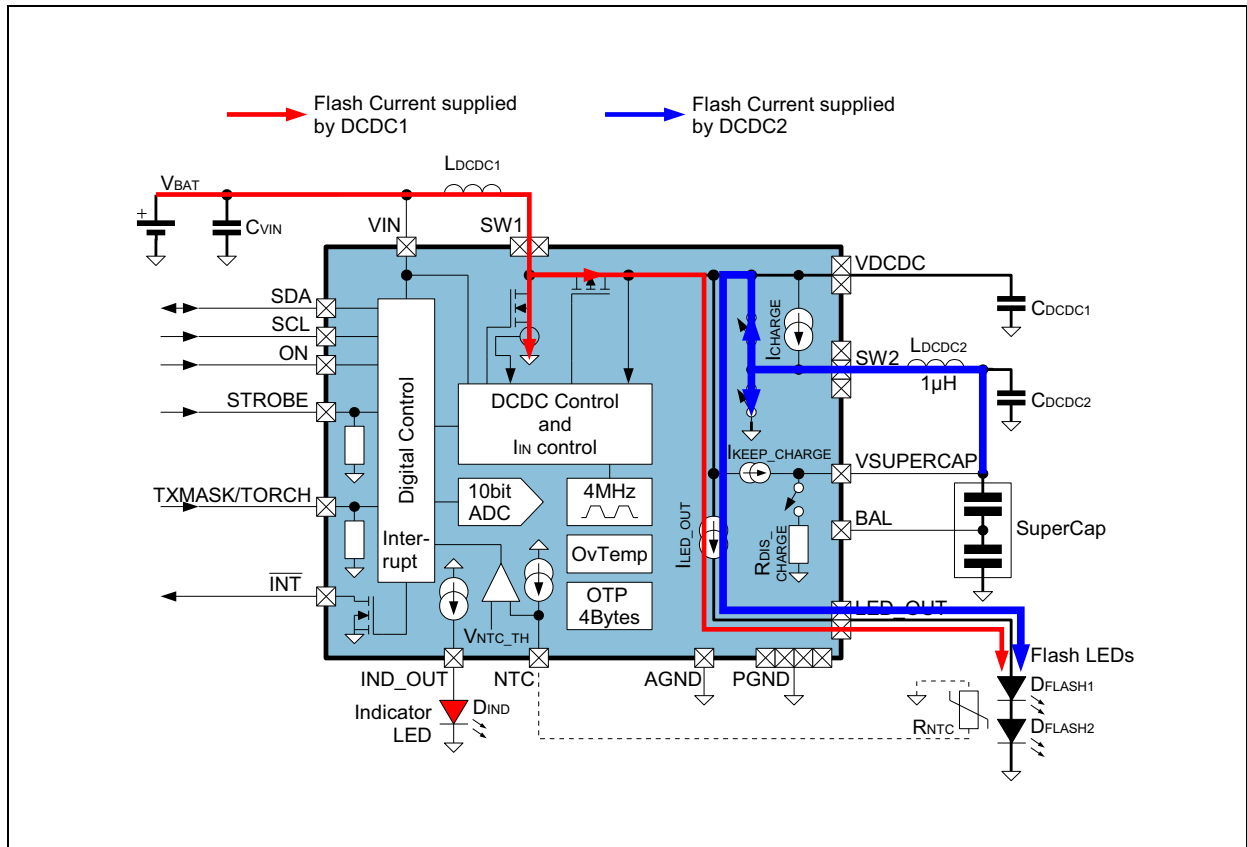 Flash Current supplied
by DCDC1
Flash Current supplied
by DCDC2
LDCDC1
VBAT
+
CVIN
VIN
SW1
VDCDC
CDCDC1
SDA
SCL
ON
STROBE
TXMASK/TORCH
INT
Digital Control
Inter-
rupt
DCDC Control
and
IIN control
10bit
ADC
4MHz
OvTemp
OTP
4Bytes
VNTC_TH
ICHARGE
SW2
LDCDC2
1µH
CDCDC2
IKEEP_CHARGE
VSUPERCAP
BAL
SuperCap
ILED_OUT
RDIS_
CHARGE
LED_OUT
Flash LEDs
DFLASH1
DFLASH2
RNTC
IND_OUT
NTC
AGND
PGND
Indicator
LED
DIND